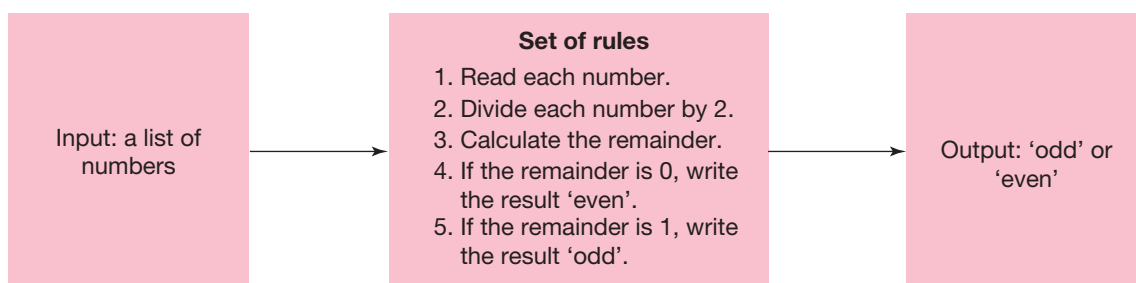 Input: a list of
numbers
Set of rules
1. Read each number.
2. Divide each number by 2.
3. Calculate the remainder.
4. If the remainder is 0, write
the result ‘even’.
5. If the remainder is 1, write
the result ‘odd’.
Output: ‘odd’ or
‘even’